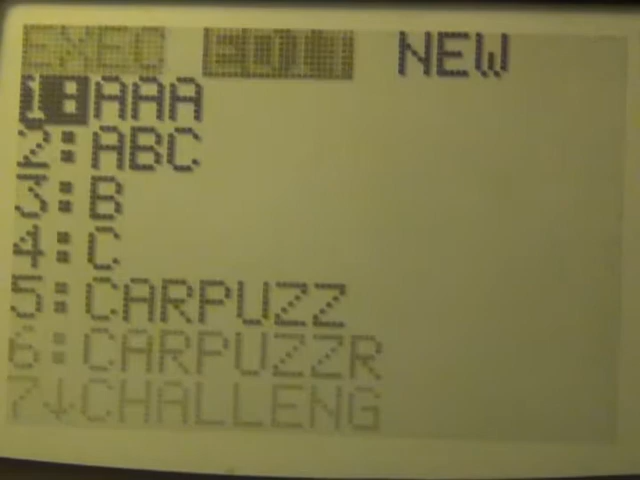 EXEC EDIT NEW
1:AAA
2:ABC
3:B
4:C
5:CARPUZZ
6:CARPUZZR
7↓CHALLENG